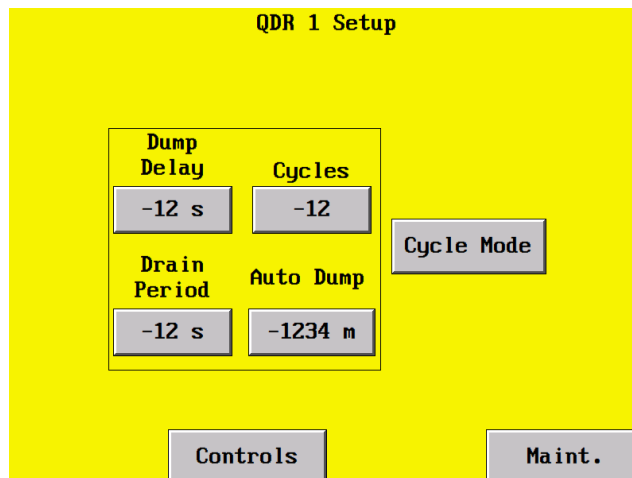 QDR 1 Setup
Dump
Delay
Cycles
-12 s
-12
Cycle Mode
Drain
Period
Auto Dump
-12 s
-1234 m
Controls
Maint.